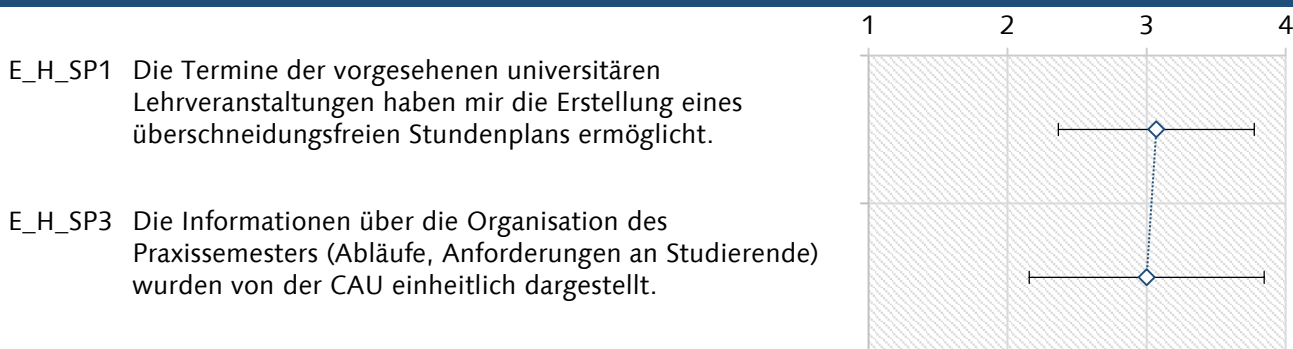 1 2 3 4
E_H_SP1 Die Termine der vorgesehenen universitären
Lehrveranstaltungen haben mir die Erstellung eines
überschneidungsfreien Stundenplans ermöglicht.
E_H_SP3 Die Informationen über die Organisation des
Praxissemesters (Abläufe, Anforderungen an Studierende)
wurden von der CAU einheitlich dargestellt.